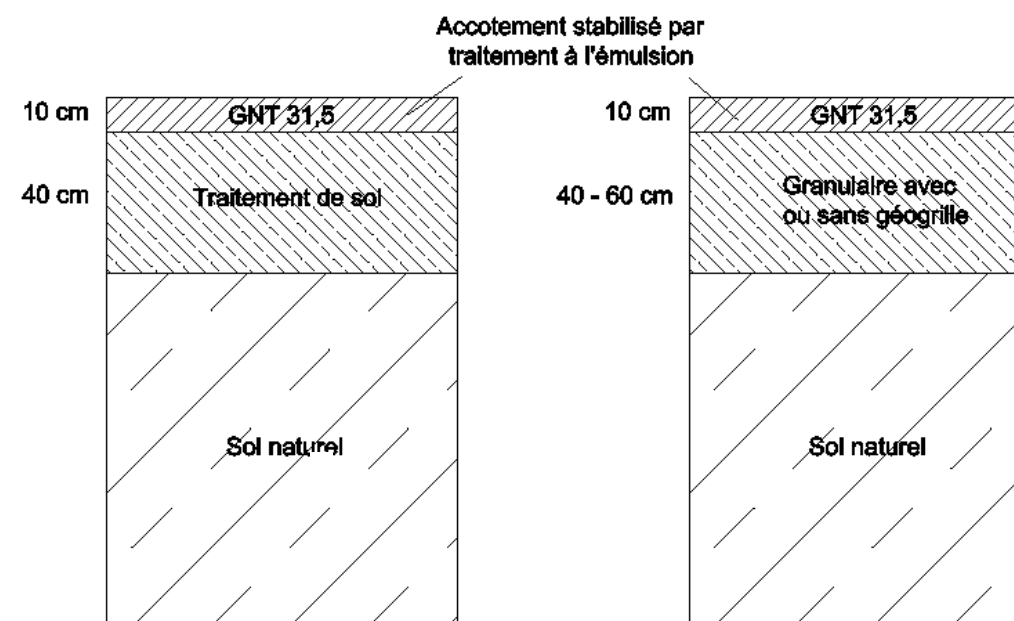 Accotement stabilisé par
traitement à l'émulsion
10 cm
GNT 31,5
40 cm
Traitement de sol
Sol naturel
10 cm
GNT 31,5
40 - 60 cm
Granulaire avec
ou sans géogrille
Sol naturel